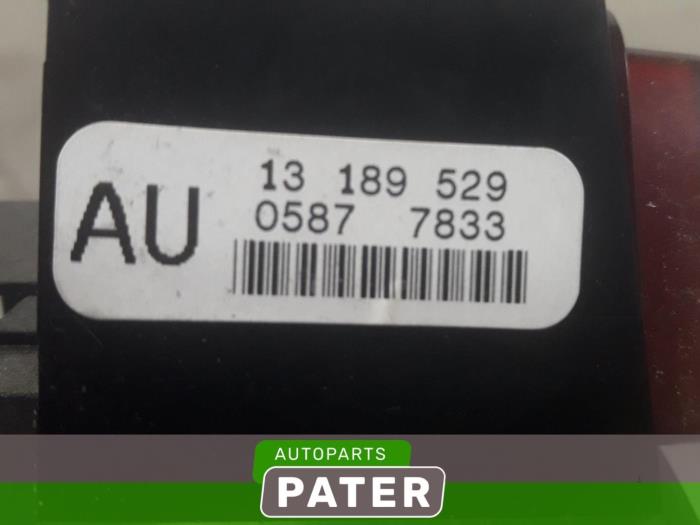 AU
13 189 529
0587 7833
AUTOPARTS
PATER